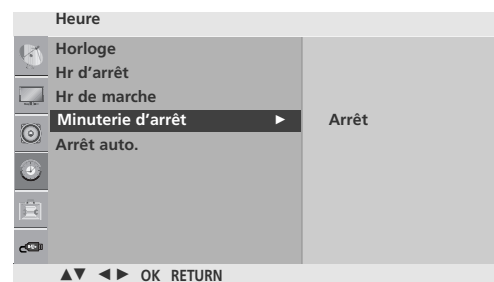 Heure
Horloge
Hr d’arrêt
Hr de marche
Minuterie d’arrêt ► Arrêt
Arrêt auto.
▲▼ ◄► OK RETURN